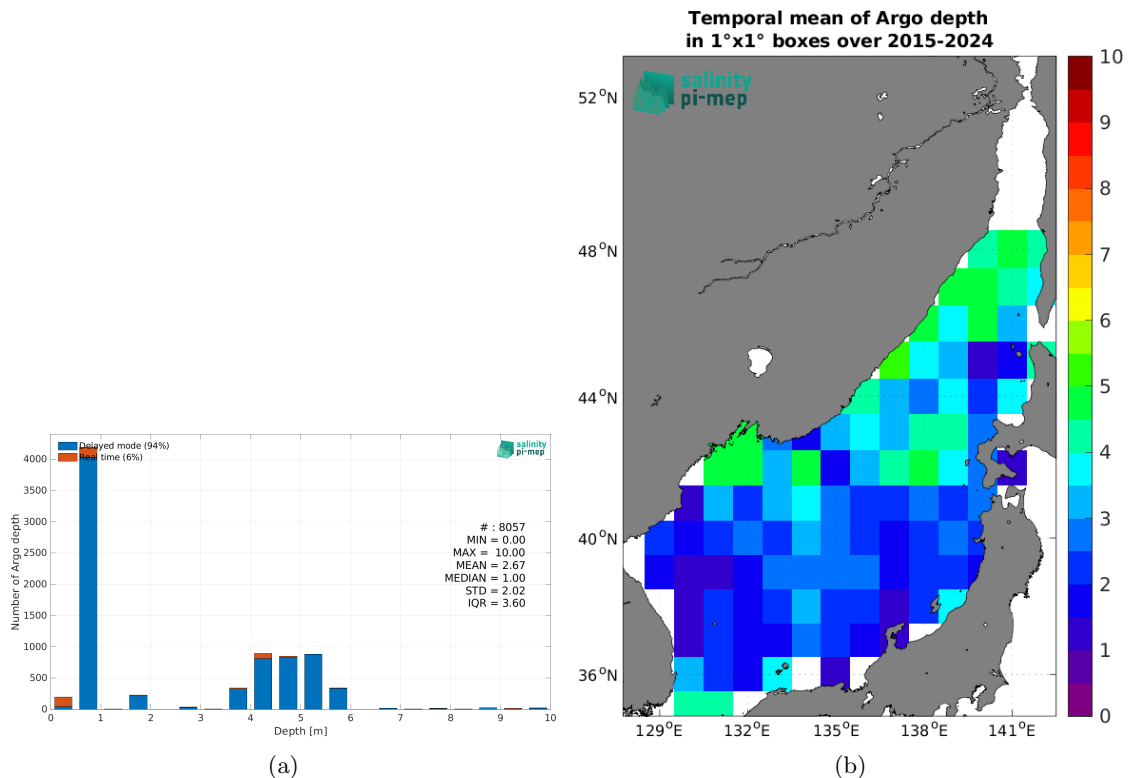 Delayed mode (94%)
Real time (6%)
salinity
pi-mep
4000
3500
3000
2500
2000
1500
1000
500
0
Number of Argo depth
# : 8057
MIN = 0.00
MAX = 10.00
MEAN = 2.67
MEDIAN = 1.00
STD = 2.02
IQR = 3.60
0 1 2 3 4 5 6 7 8 9 10
Depth [m]
(a)
Temporal mean of Argo depth
in 1°x1° boxes over 2015-2024
salinity
pi-mep
52°N
48°N
44°N
40°N
36°N
129°E 132°E 135°E 138°E 141°E
10
9
8
7
6
5
4
3
2
1
0
(b)